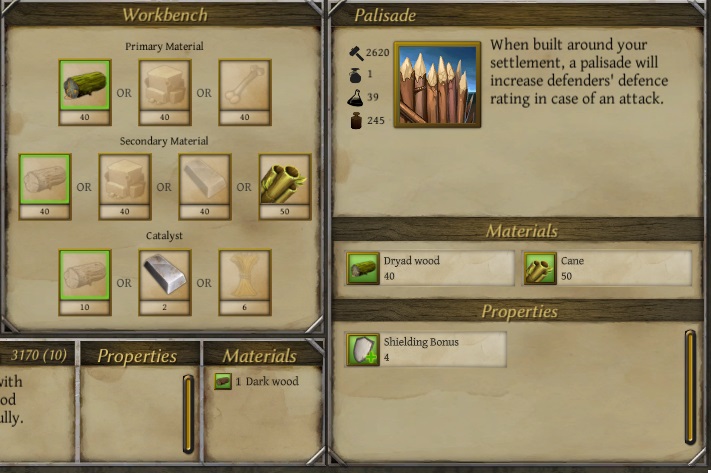 Workbench
Primary Material
OR
OR
40
40
40
Secondary Material
OR
OR
OR
40
40
40
50
Catalyst
OR
OR
10
2
6
3170 (10)
with
od
ully.
Properties
Materials
1 Dark wood
Palisade
2620
1
39
245
When built around your
settlement, a palisade will
increase defenders' defence
rating in case of an attack.
Materials
Dryad wood
40
Cane
50
Properties
Shielding Bonus
4